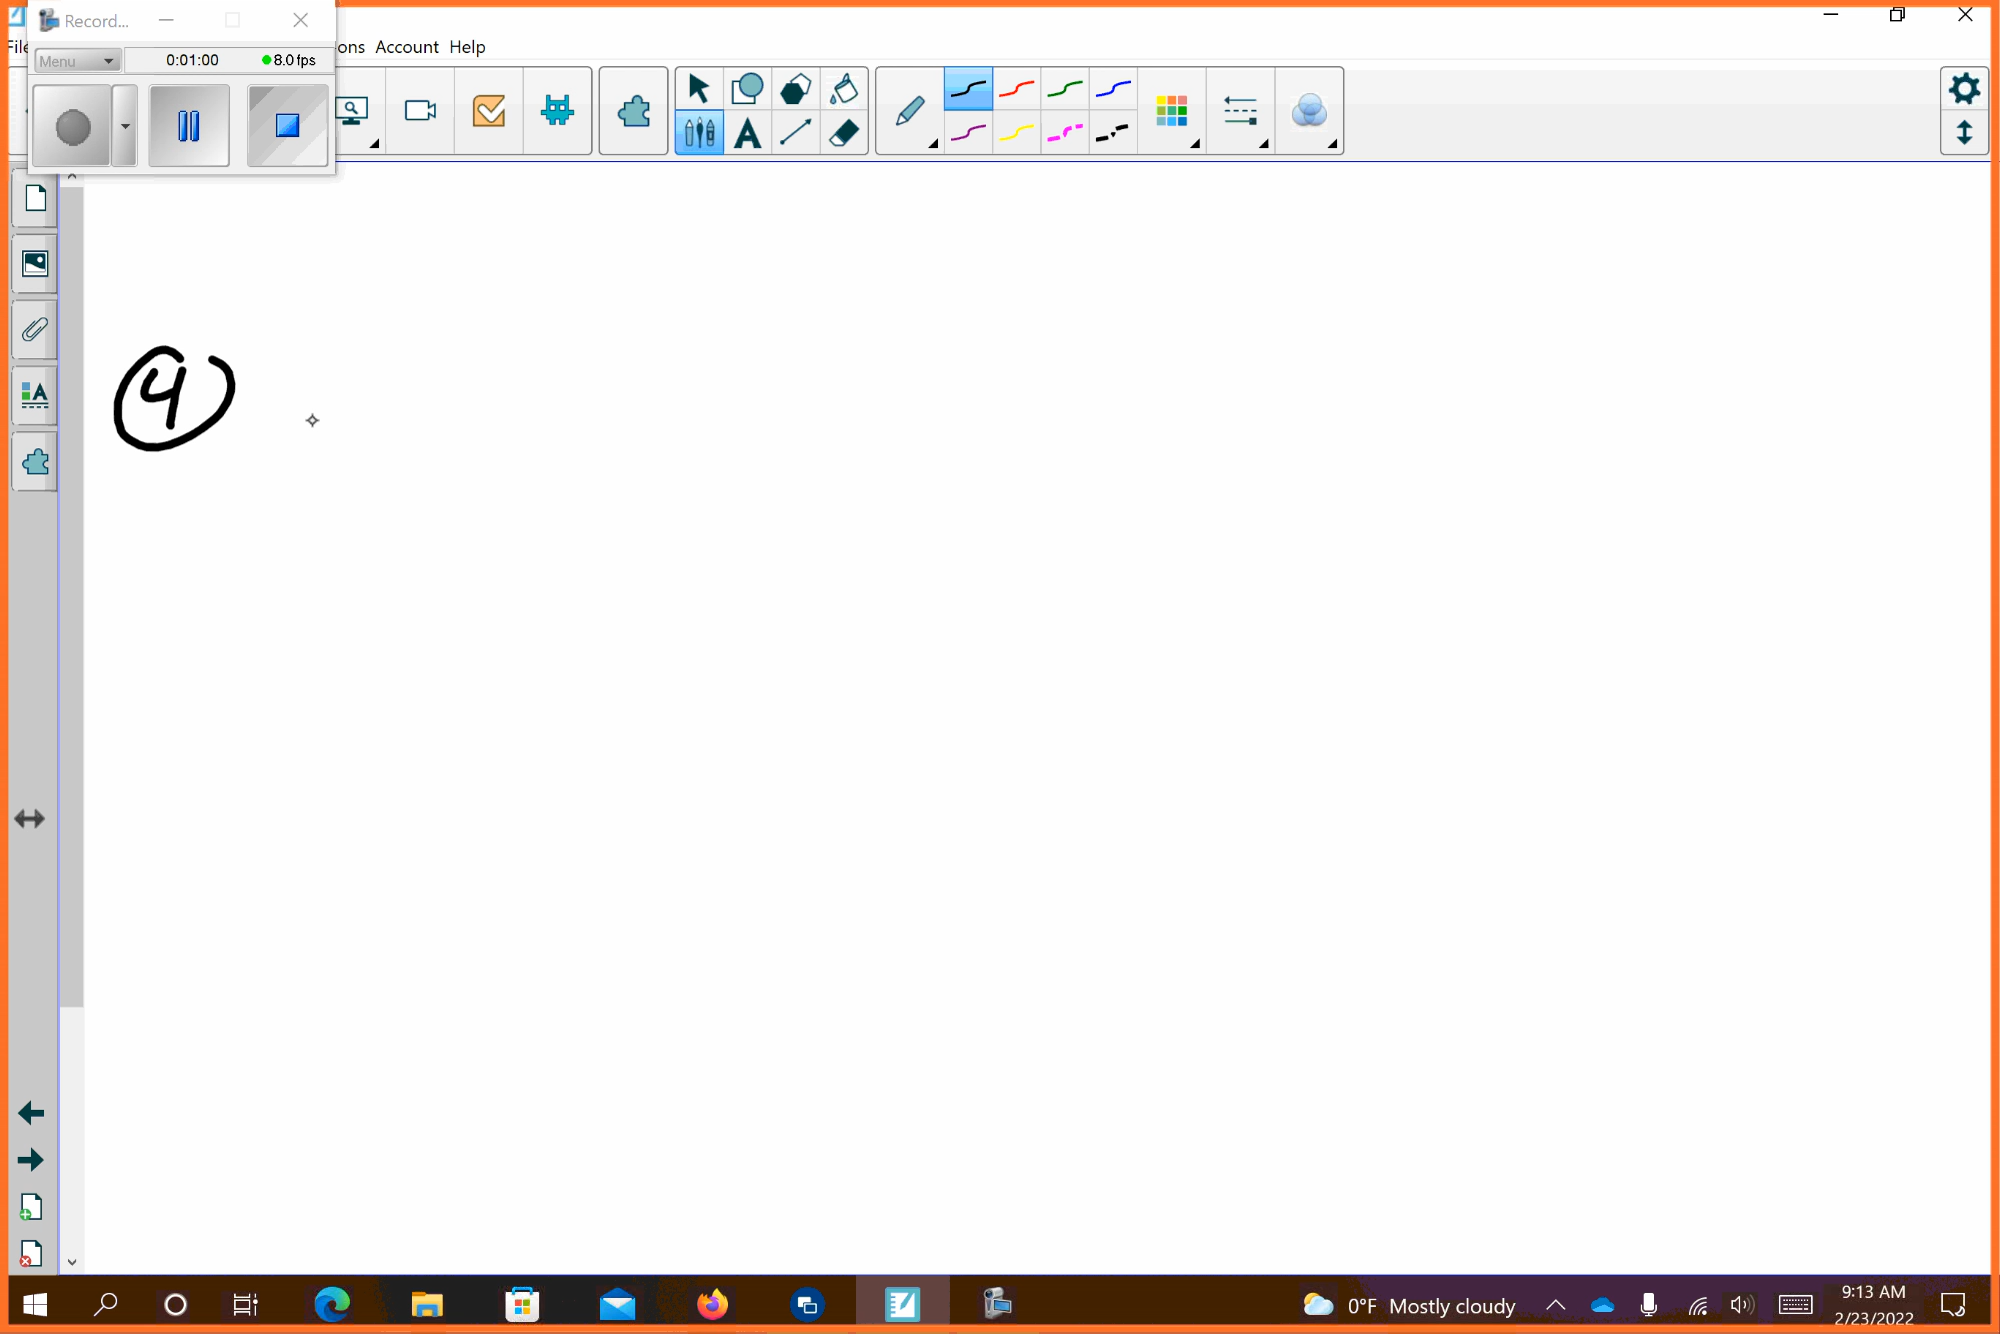 Record...
File
ons Account Help
Menu
0:01:00
8.0 fps
4
0°F Mostly cloudy
9:13 AM
2/23/2022